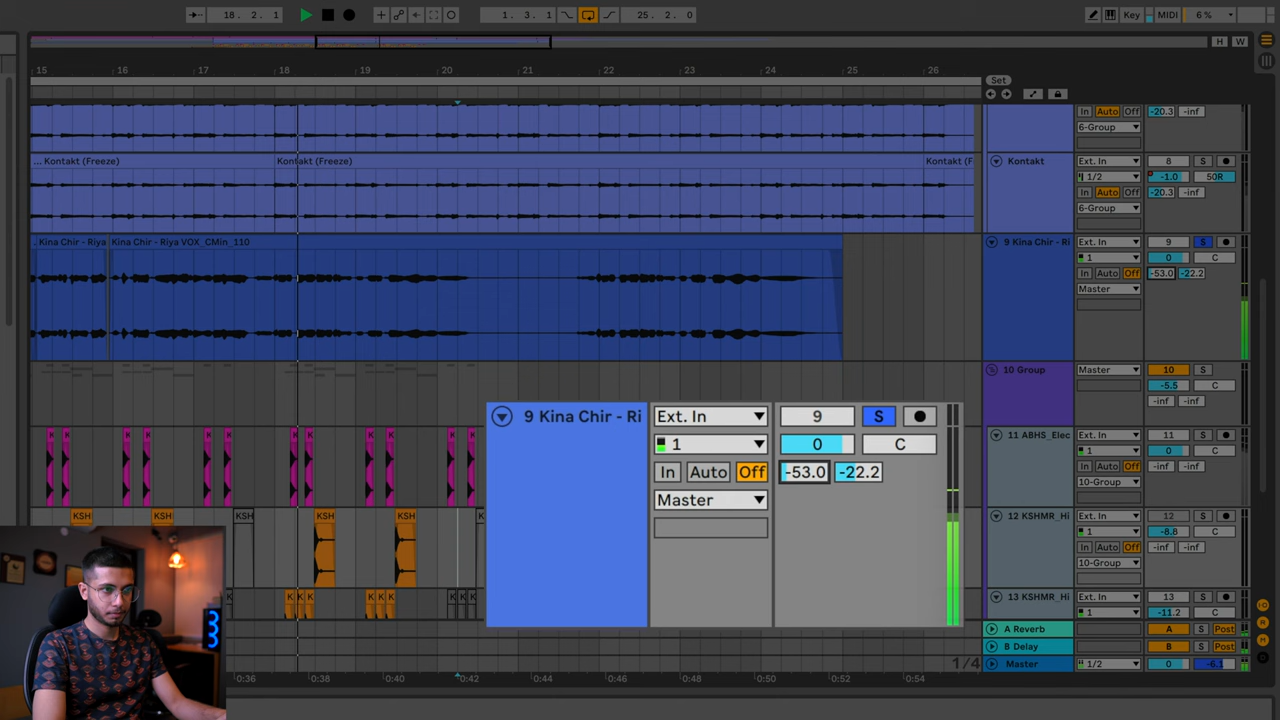 18. 2. 1
1. 3. 1
25. 2. 0
Key
MIDI
6 %
H W
15 16 17 18 19 20 21 22 23 24 25 26
Set
In Auto Off -20.3 -inf
6-Group
... Kontakt (Freeze)
Kontakt (Freeze)
Kontakt (F
Kontakt
Ext. In 8 S
1/2 -1.0 50R
In Auto Off -20.3 -inf
6-Group
Kina Chir - Riya
Kina Chir - Riya VOX_CMin_110
9 Kina Chir - Ri
Ext. In 9 S
1 0 C
In Auto Off -53.0 -22.2
Master
10 Group
Master 10 S
-5.5 C
-inf -inf
9 Kina Chir - Ri
Ext. In 9 S
1 0 C
In Auto Off -53.0 -22.2
Master
11 ABHS_Elec
Ext. In 11 S
1 0 C
In Auto Off -inf -inf
10-Group
KSH KSH KSH KSH KSH
12 KSHMR_Hi
Ext. In 12 S
1 -8.8 C
In Auto Off -inf -inf
10-Group
13 KSHMR_Hi
Ext. In 13 S
1 -11.2 C
A Reverb A S Post
B Delay B S Post
Master 1/2 0
1/4
0:36 0:38 0:40 0:42 0:44 0:46 0:48 0:50 0:52 0:54